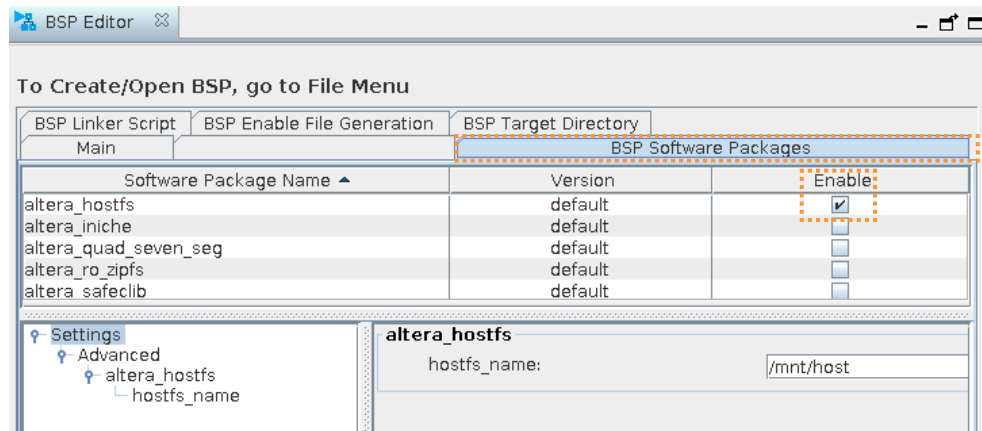 BSP Editor
To Create/Open BSP, go to File Menu
BSP Linker Script BSP Enable File Generation BSP Target Directory
Main BSP Software Packages
Software Package Name Version Enable
altera_hostfs default
altera_iniche default
altera_quad_seven_seg default
altera_ro_zipfs default
altera_safeclib default
Settings
Advanced
altera_hostfs
hostfs_name
altera_hostfs
hostfs_name: /mnt/host